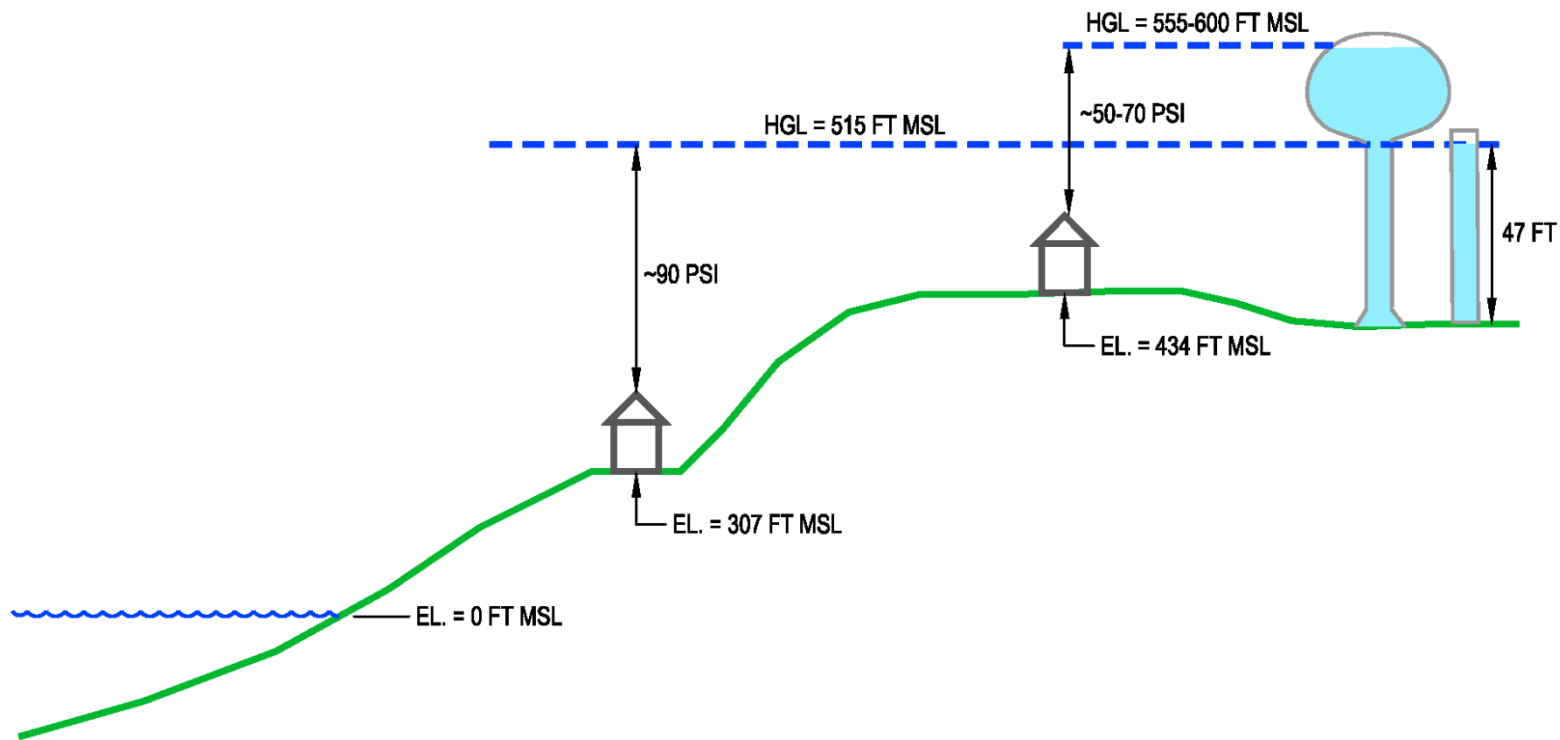 HGL = 555-600 FT MSL
~50-70 PSI
HGL = 515 FT MSL
47 FT
~90 PSI
EL. = 434 FT MSL
EL. = 307 FT MSL
EL. = 0 FT MSL